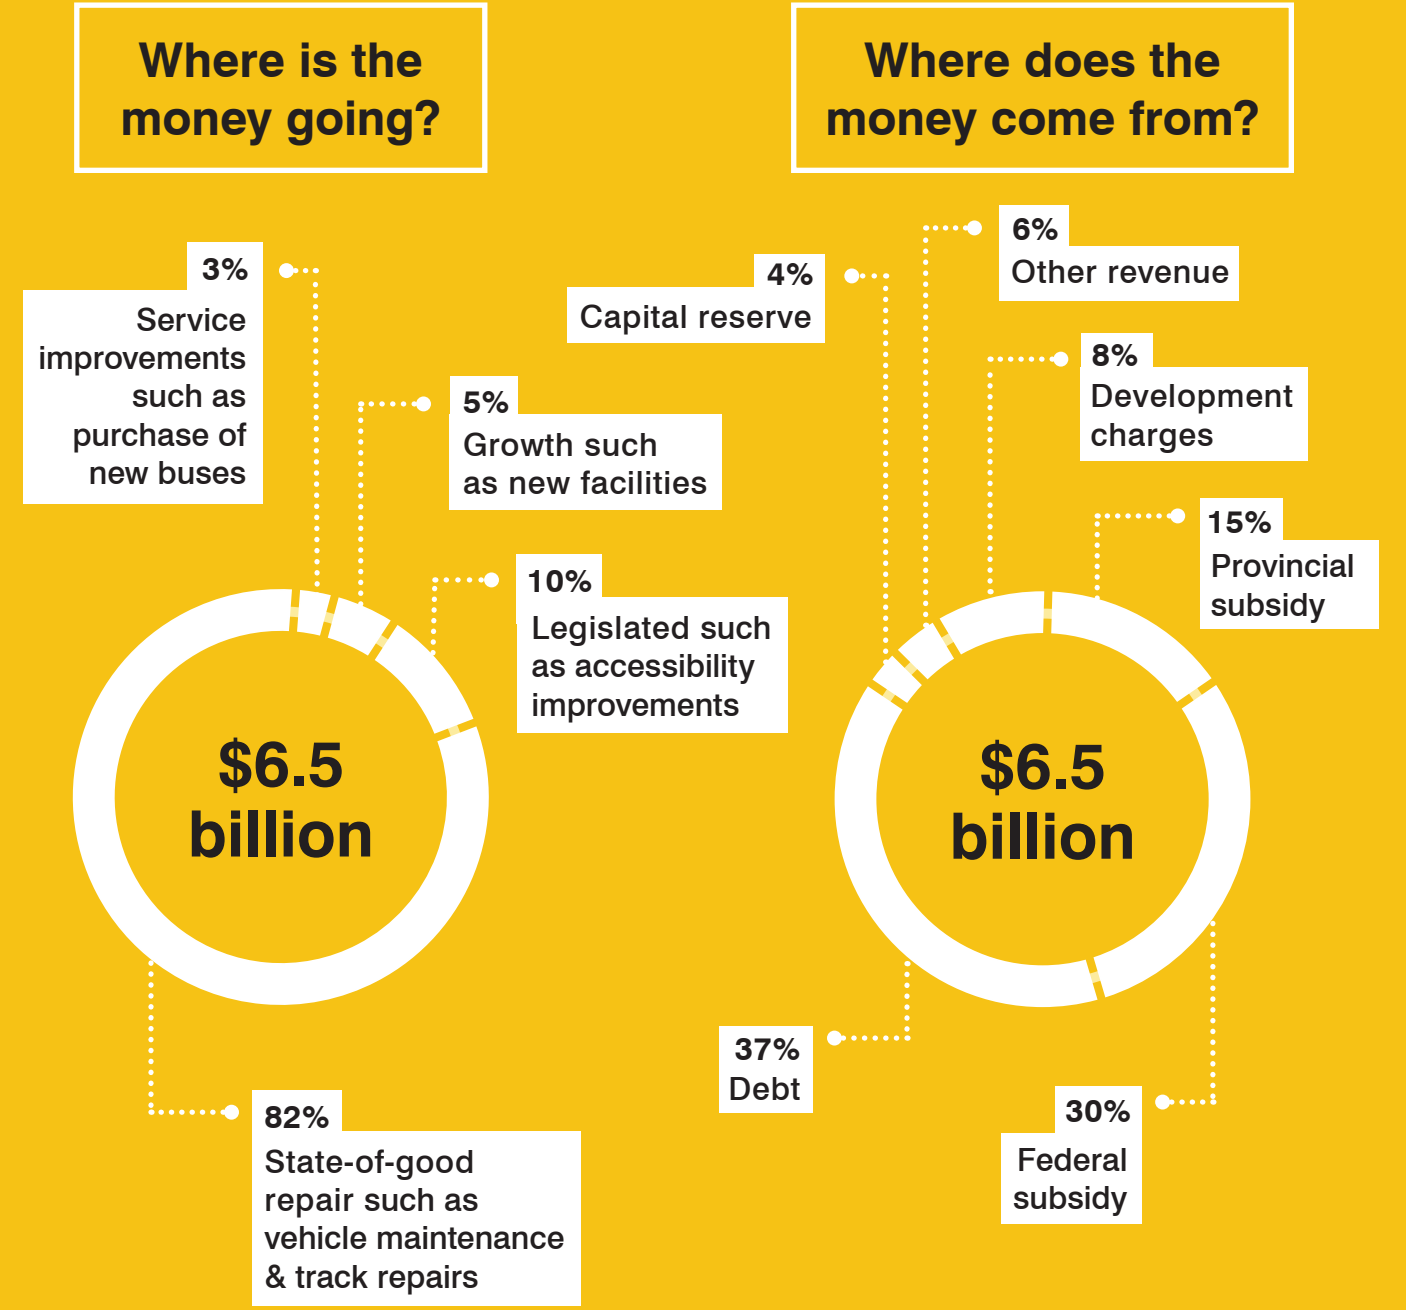 Where is the
money going?
3%
Service
improvements
such as
purchase of
new buses
5%
Growth such
as new facilities
10%
Legislated such
as accessibility
improvements
$6.5
billion
82%
State-of-good
repair such as
vehicle maintenance
& track repairs
Where does the
money come from?
4%
Capital reserve
6%
Other revenue
8%
Development
charges
15%
Provincial
subsidy
$6.5
billion
37%
Debt
30%
Federal
subsidy